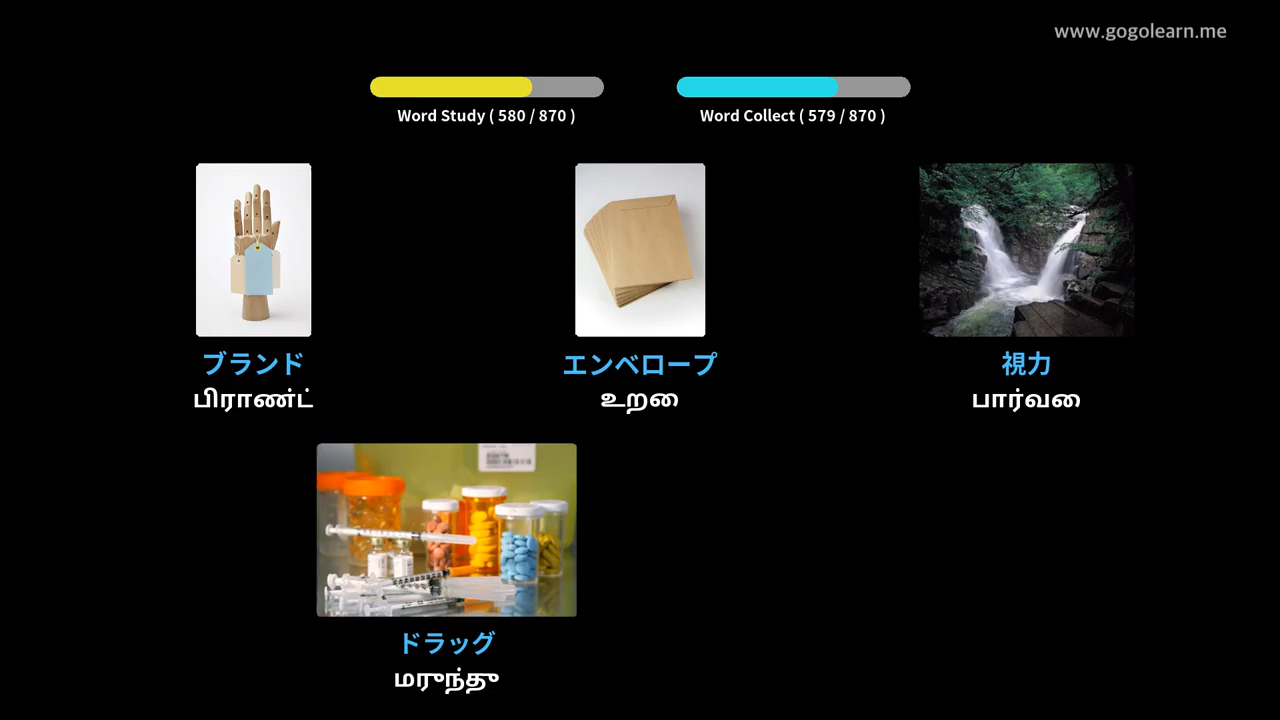 www.gogolearn.me
Word Study ( 580 / 870 )
Word Collect ( 579 / 870 )
ブランド
பிராண்ட்
エンベロープ
உறை
視力
பார்வை
ドラッグ
மருந்து